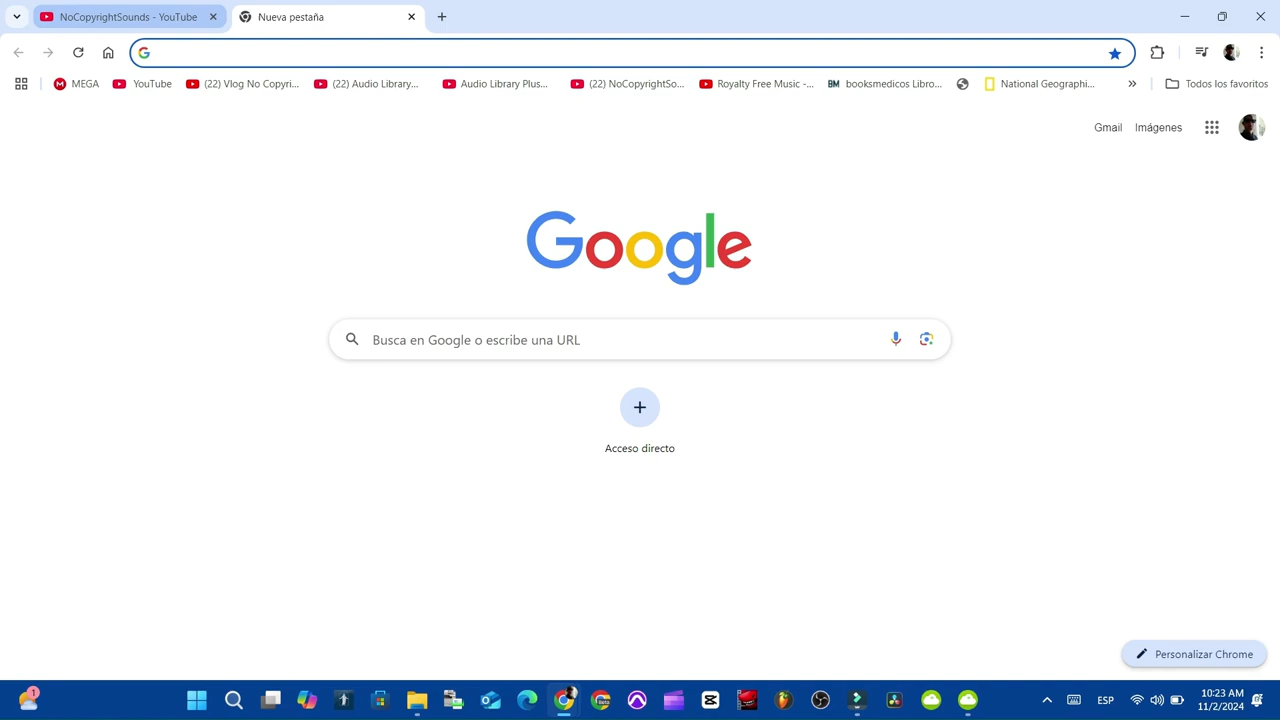 NoCopyrightSounds - YouTube
Nueva pestaña
MEGA
YouTube
(22) Vlog No Copyri...
(22) Audio Library...
Audio Library Plus...
(22) NoCopyrightSo...
Royalty Free Music -...
BM
booksmedicos Libro...
National Geographi...
Todos los favoritos
Gmail
Imágenes
Google
Busca en Google o escribe una URL
Acceso directo
Personalizar Chrome
1
Beta
ESP
10:23 AM
11/2/2024